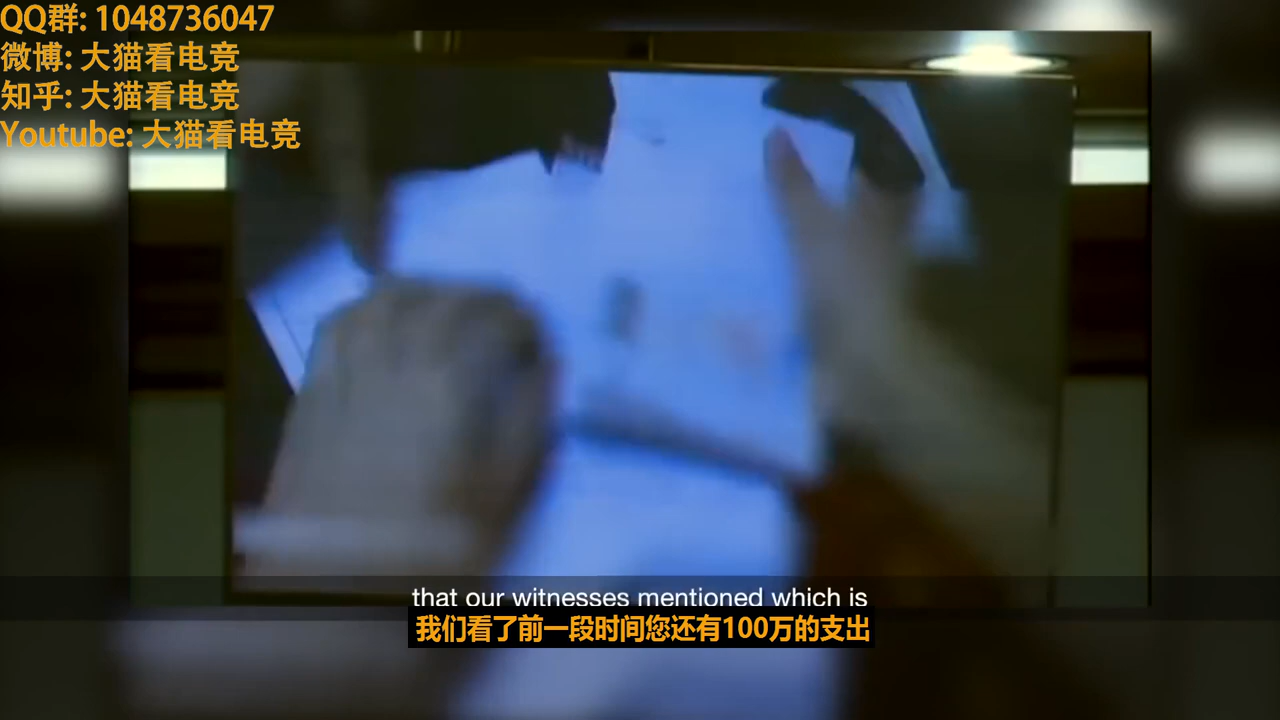 QQ群: 1048736047
微博: 大猫看电竞
知乎: 大猫看电竞
Youtube: 大猫看电竞
that our witnesses mentioned which is
我们看了前一段时间您还有100万的支出